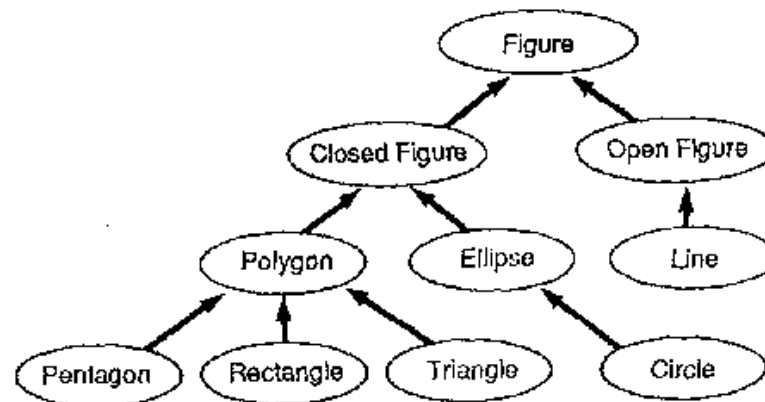 Figure
Closed Figure
Open Figure
Polygon
Ellipse
Line
Pentagon
Rectangle
Triangle
Circle